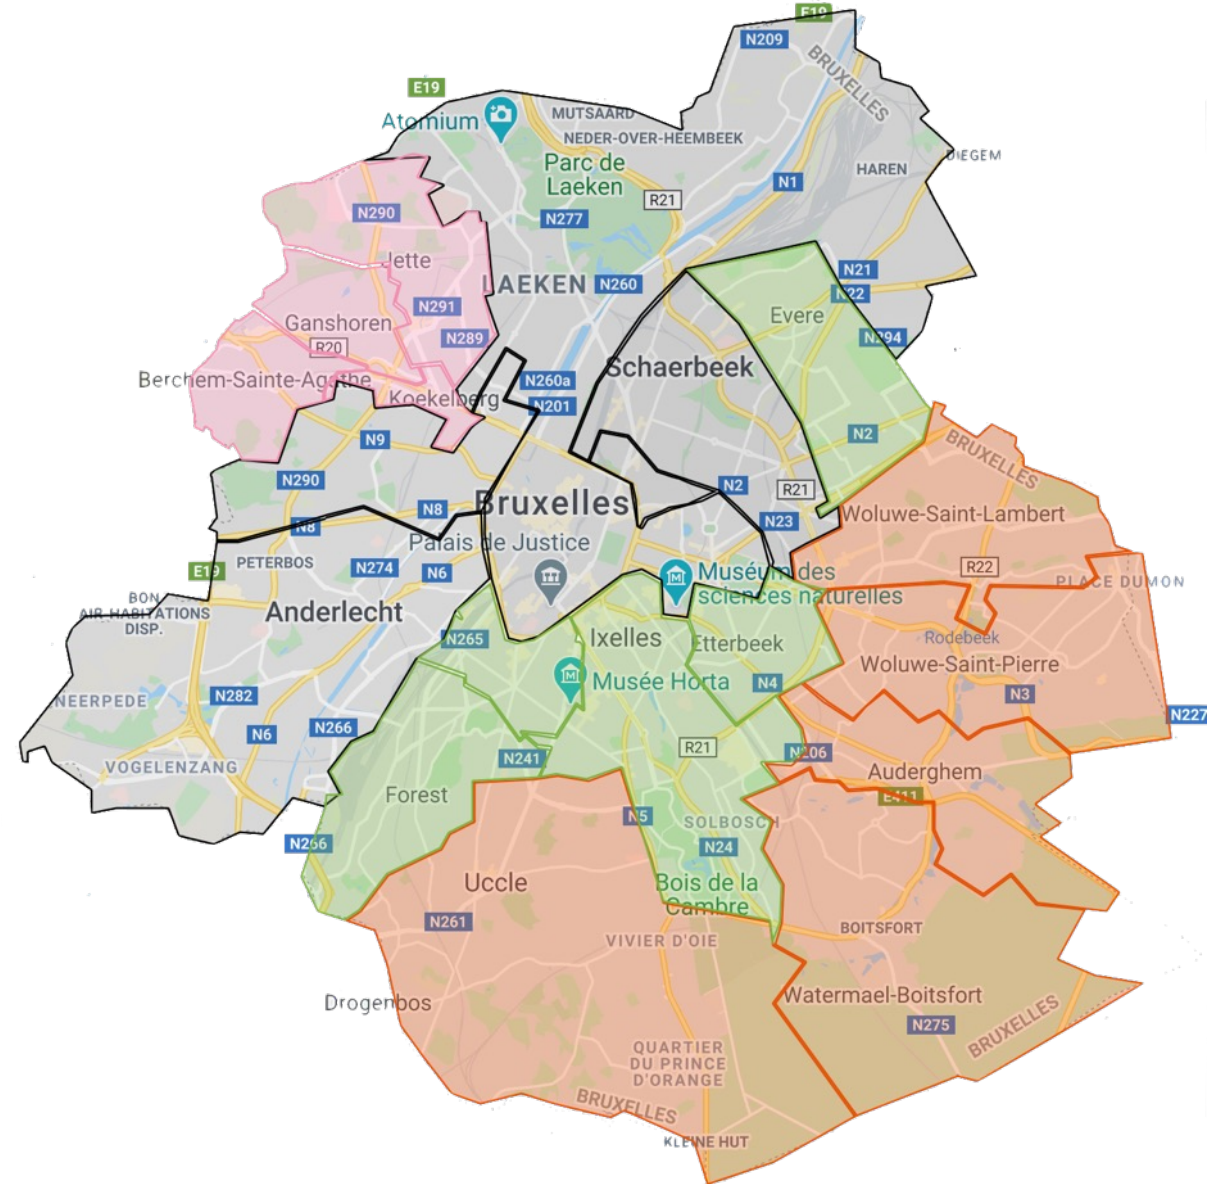 E19
N209
BRUXELLES
E19
Atomium
MUTSAARD
NEDER-OVER-HEEMBEEK
DIEGEM
Parc de
Laeken
HAREN
N1
R21
N290
N277
Jette
LAEKEN
N260
N21
N22
N291
Evere
Ganshoren
N289
N294
R20
Schaerbeek
Berchem-Sainte-Agathe
N260a
Koekelberg
N201
N9
N2
BRUXELLES
N290
N2
R21
Bruxelles
N8
N8
N23
Woluwe-Saint-Lambert
Palais de Justice
PETERBOS
N274
N6
E19
Muséum des
sciences naturelles
R22
PLACE DUMON
BON
AIR HABITATIONS
DISP.
Anderlecht
N265
Ixelles
Etterbeek
Rodebeek
Woluwe-Saint-Pierre
Musée Horta
N4
NEERPEDE
N282
N3
N227
N6
N266
VOGELENZANG
N241
R21
N206
Auderghem
E411
Forest
N5
SOLBOSCH
N266
N24
Uccle
Bois de la
Cambre
N261
BOITSFORT
VIVIER D'OIE
Drogenbos
Watermael-Boitsfort
N275
BRUXELLES
QUARTIER
DU PRINCE
D'ORANGE
BRUXELLES
KLEINE HUT